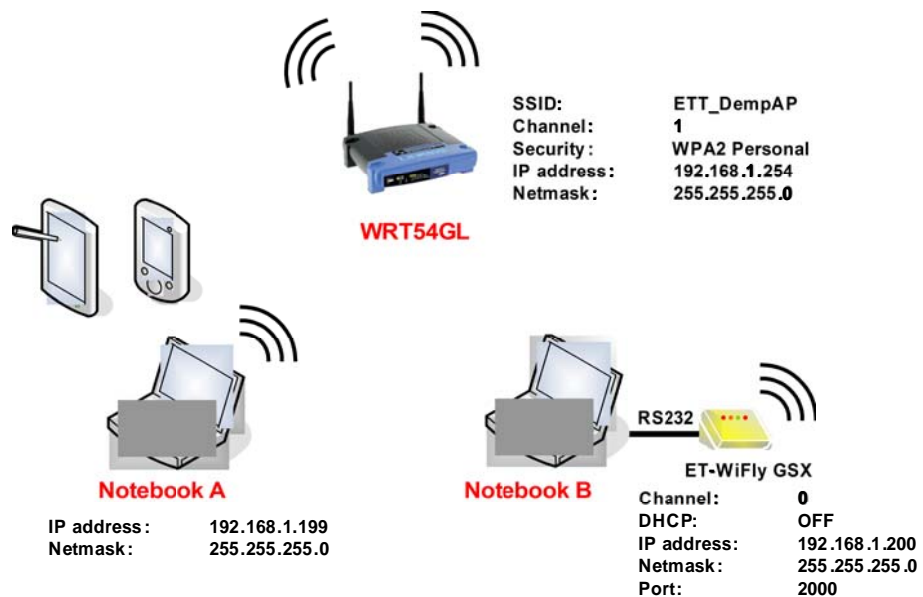 SSID: ETT_DempAP
Channel: 1
Security: WPA2 Personal
IP address: 192.168.1.254
Netmask: 255.255.255.0
WRT54GL
RS232
ET-WiFly GSX
Notebook A
IP address: 192.168.1.199
Netmask: 255.255.255.0
Notebook B
Channel: 0
DHCP: OFF
IP address: 192.168.1.200
Netmask: 255.255.255.0
Port: 2000